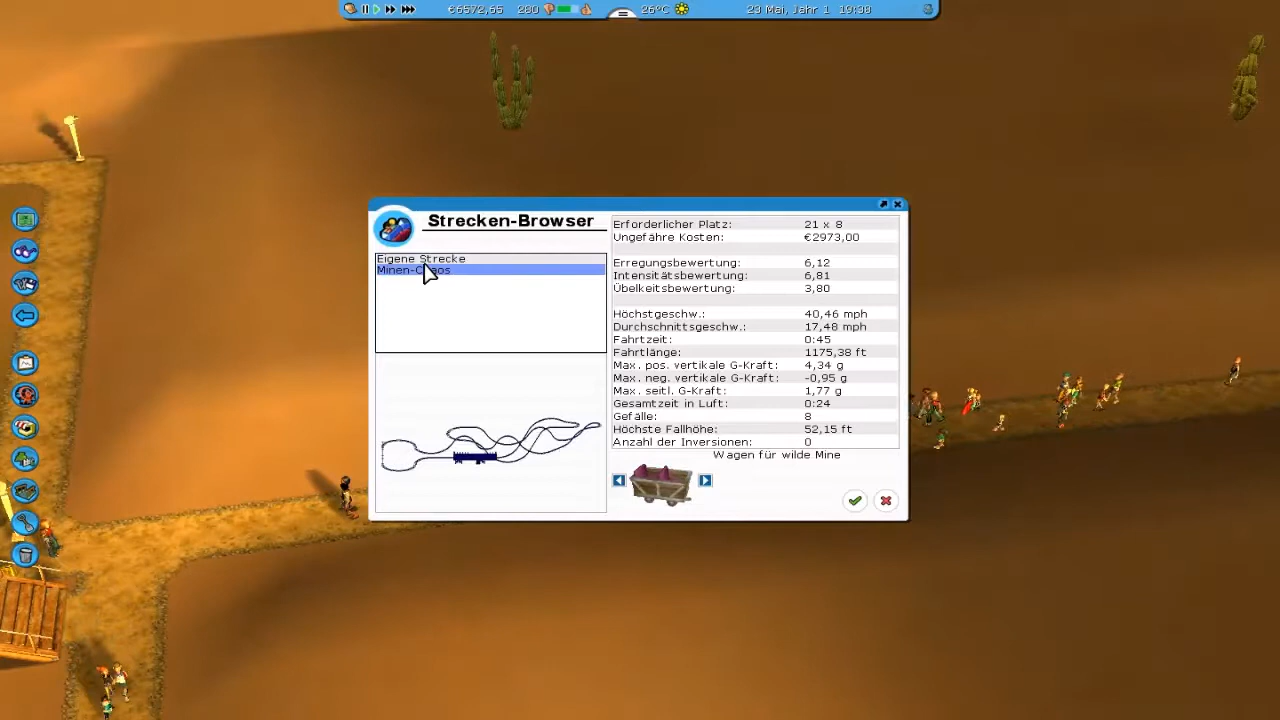 €6572,65 280 26°C 23 Mai, Jahr 1 19:38
Strecken-Browser
Eigene Strecke
Minen-Chaos
Erforderlicher Platz: 21 x 8
Ungefähre Kosten: €2973,00
Erregungsbewertung: 6,12
Intensitätsbewertung: 6,81
Übelkeitsbewertung: 3,80
Höchstgeschw.: 40,46 mph
Durchschnittsgeschw.: 17,48 mph
Fahrtzeit: 0:45
Fahrtlänge: 1175,38 ft
Max. pos. vertikale G-Kraft: 4,34 g
Max. neg. vertikale G-Kraft: -0,95 g
Max. seitl. G-Kraft: 1,77 g
Gesamtzeit in Luft: 0:24
Gefälle: 8
Höchste Fallhöhe: 52,15 ft
Anzahl der Inversionen: 0
Wagen für wilde Mine